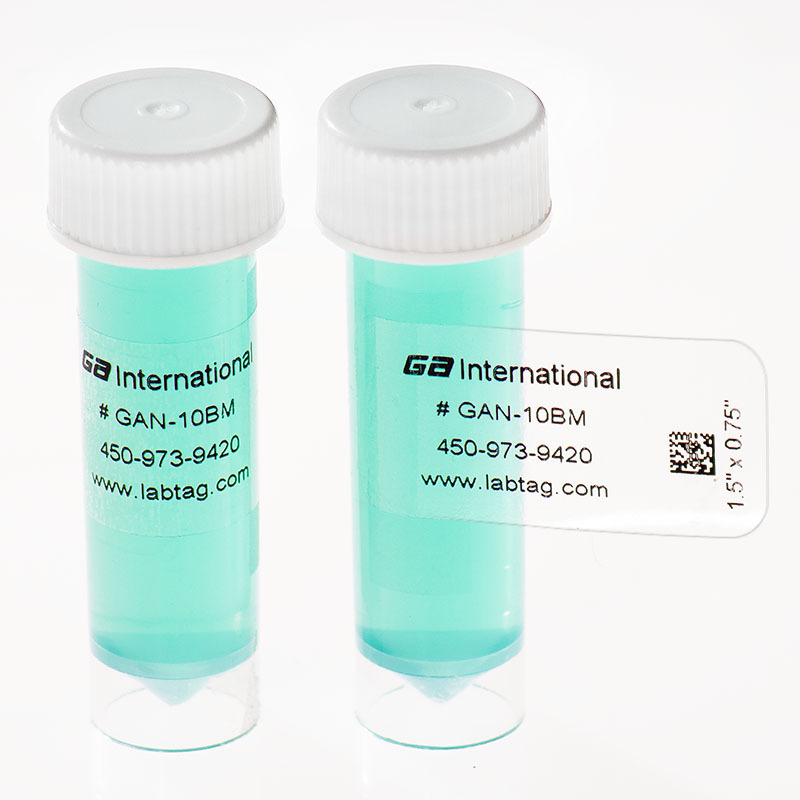 GA International
# GAN-10BM
450-973-9420
www.labtag.com
GA International
# GAN-10BM
450-973-9420
www.labtag.com
1.5" x 0.75"